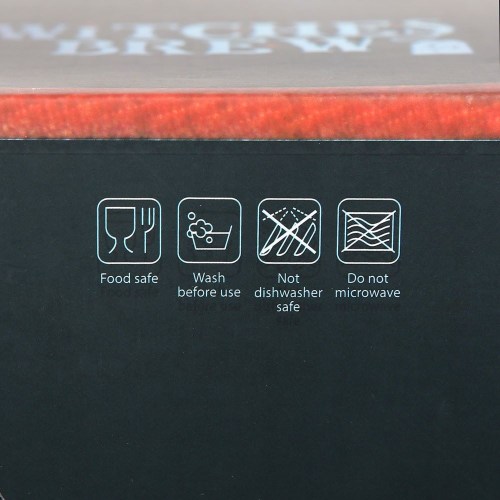 WITCHES
BREW
Food safe
Wash
before use
Not
dishwasher
safe
Do not
microwave